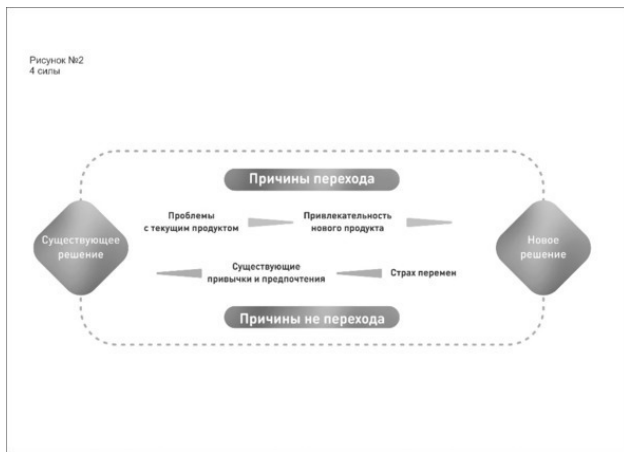 Рисунок №2
4 силы
Причины перехода
Проблемы
с текущим продуктом
Привлекательность
нового продукта
Существующее
решение
Новое
решение
Существующие
привычки и предпочтения
Страх перемен
Причины не перехода